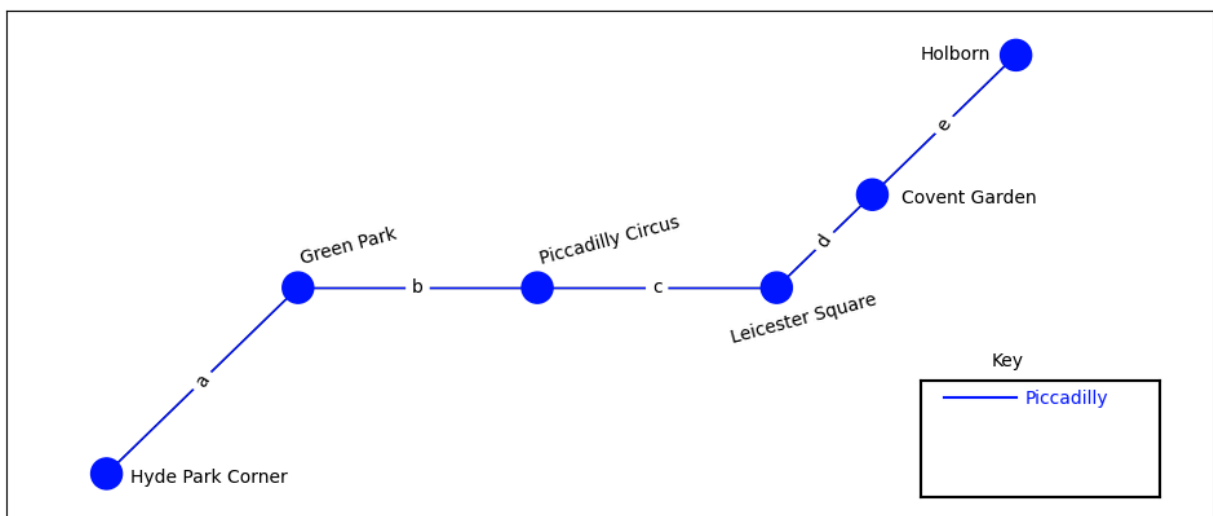 Holborn
e
Covent Garden
d
Green Park
Piccadilly Circus
b
c
Leicester Square
a
Hyde Park Corner
Key
Piccadilly